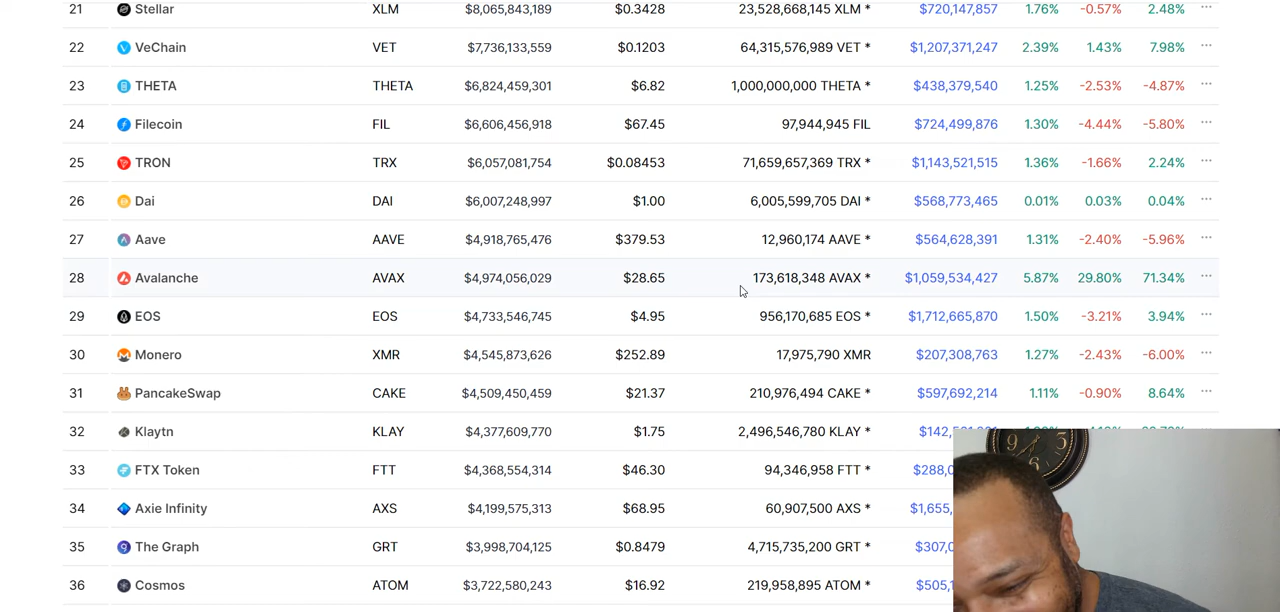 21 Stellar XLM $8,065,843,189 $0.3428 23,528,668,145 XLM * $720,147,857 1.76% -0.57% 2.48% ...
22 VeChain VET $7,736,133,559 $0.1203 64,315,576,989 VET * $1,207,371,247 2.39% 1.43% 7.98% ...
23 THETA THETA $6,824,459,301 $6.82 1,000,000,000 THETA * $438,379,540 1.25% -2.53% -4.87% ...
24 Filecoin FIL $6,606,456,918 $67.45 97,944,945 FIL $724,499,876 1.30% -4.44% -5.80% ...
25 TRON TRX $6,057,081,754 $0.08453 71,659,657,369 TRX * $1,143,521,515 1.36% -1.66% 2.24% ...
26 Dai DAI $6,007,248,997 $1.00 6,005,599,705 DAI * $568,773,465 0.01% 0.03% 0.04% ...
27 Aave AAVE $4,918,765,476 $379.53 12,960,174 AAVE * $564,628,391 1.31% -2.40% -5.96% ...
28 Avalanche AVAX $4,974,056,029 $28.65 173,618,348 AVAX * $1,059,534,427 5.87% 29.80% 71.34% ...
29 EOS EOS $4,733,546,745 $4.95 956,170,685 EOS * $1,712,665,870 1.50% -3.21% 3.94% ...
30 Monero XMR $4,545,873,626 $252.89 17,975,790 XMR $207,308,763 1.27% -2.43% -6.00% ...
31 PancakeSwap CAKE $4,509,450,459 $21.37 210,976,494 CAKE * $597,692,214 1.11% -0.90% 8.64% ...
32 Klaytn KLAY $4,377,609,770 $1.75 2,496,546,780 KLAY * $142,
33 FTX Token FTT $4,368,554,314 $46.30 94,346,958 FTT * $288,0
34 Axie Infinity AXS $4,199,575,313 $68.95 60,907,500 AXS * $1,655,
35 The Graph GRT $3,998,704,125 $0.8479 4,715,735,200 GRT * $307,0
36 Cosmos ATOM $3,722,580,243 $16.92 219,958,895 ATOM * $505,1
9 3
6